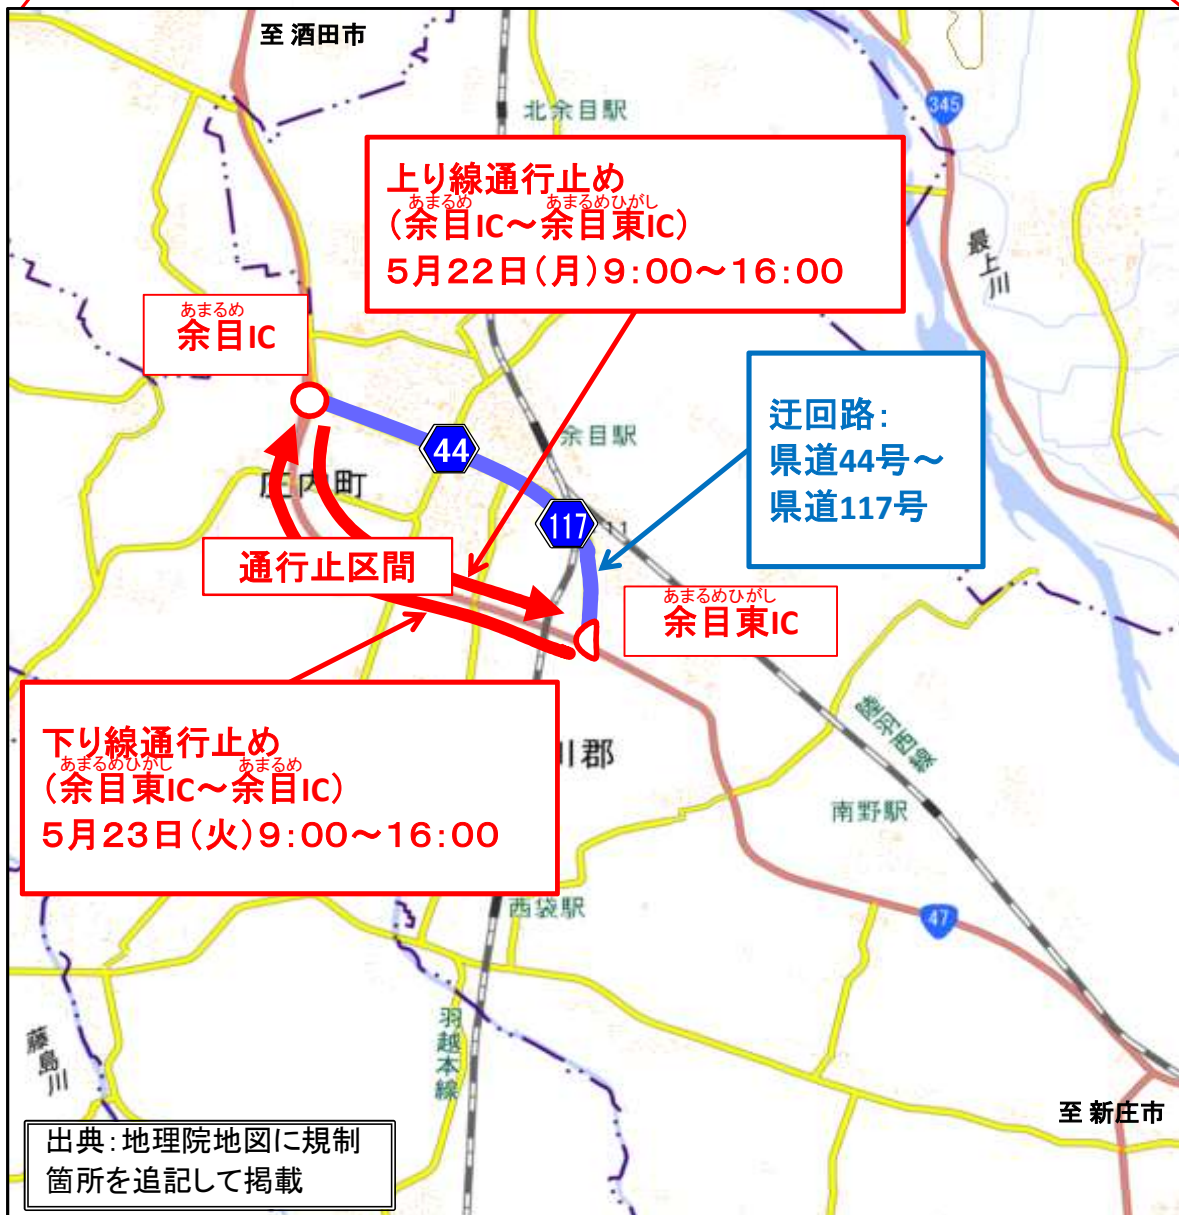 至 酒田市
北余目駅
345
上り線通行止め
あまるめ あまるめひがし
(余目IC～余目東IC)
5月22日(月)9:00～16:00
最上川
あまるめ
余目IC
迂回路:
県道44号～
県道117号
余目駅
44
庄内町
117
11
通行止区間
あまるめひがし
余目東IC
下り線通行止め
あまるめひがし あまるめ
(余目東IC～余目IC)
5月23日(火)9:00～16:00
川郡
陸羽西線
南野駅
西袋駅
47
羽越本線
藤島川
至 新庄市
出典:地理院地図に規制
箇所を追記して掲載